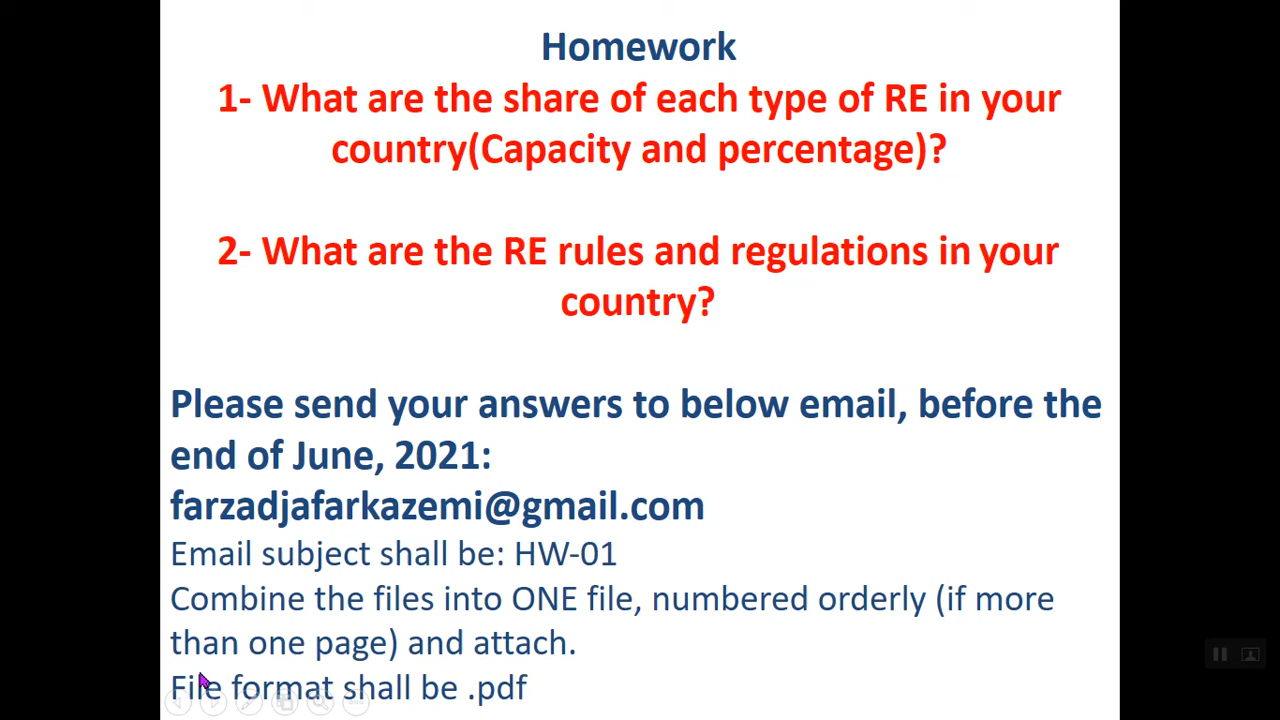 Homework
1- What are the share of each type of RE in your
country(Capacity and percentage)?
2- What are the RE rules and regulations in your
country?
Please send your answers to below email, before the
end of June, 2021:
farzadjafarkazemi@gmail.com
Email subject shall be: HW-01
Combine the files into ONE file, numbered orderly (if more
than one page) and attach.
File format shall be .pdf